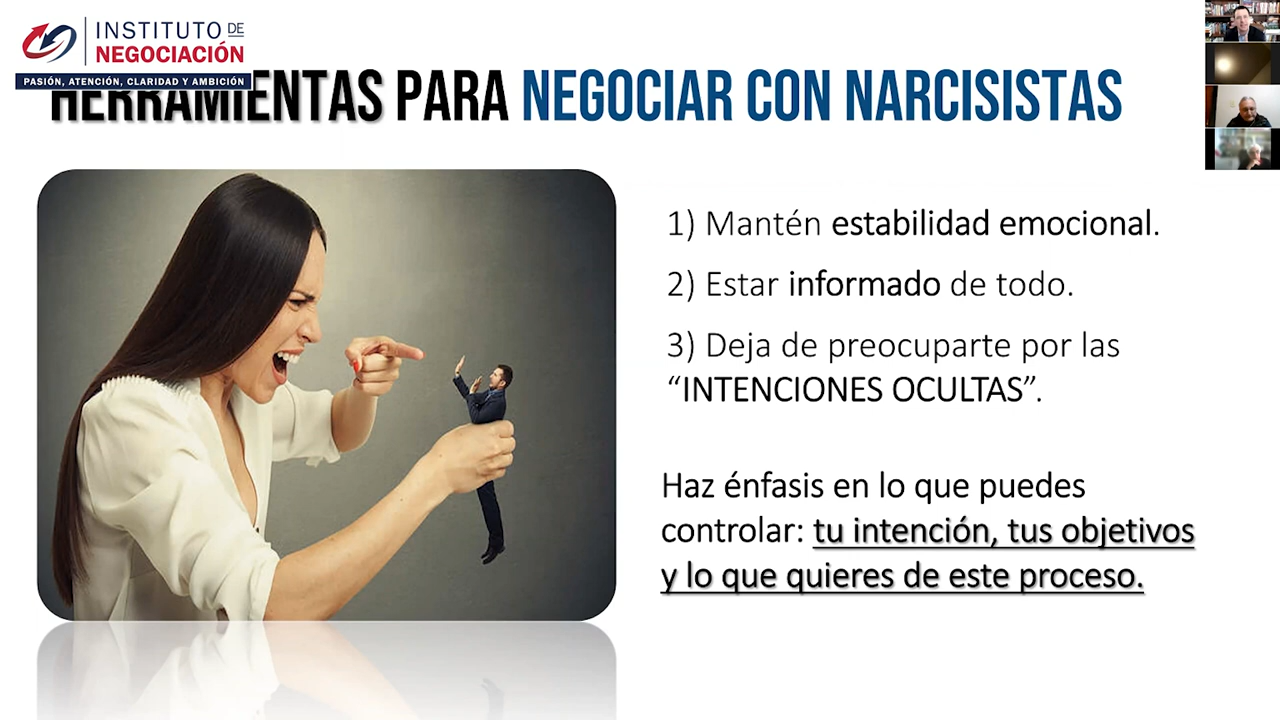 INSTITUTO DE
NEGOCIACIÓN
PASIÓN, ATENCIÓN, CLARIDAD Y AMBICIÓN
HERRAMIENTAS PARA NEGOCIAR CON NARCISISTAS
1) Mantén estabilidad emocional.
2) Estar informado de todo.
3) Deja de preocuparte por las
“INTENCIONES OCULTAS”.
Haz énfasis en lo que puedes
controlar: tu intención, tus objetivos
y lo que quieres de este proceso.